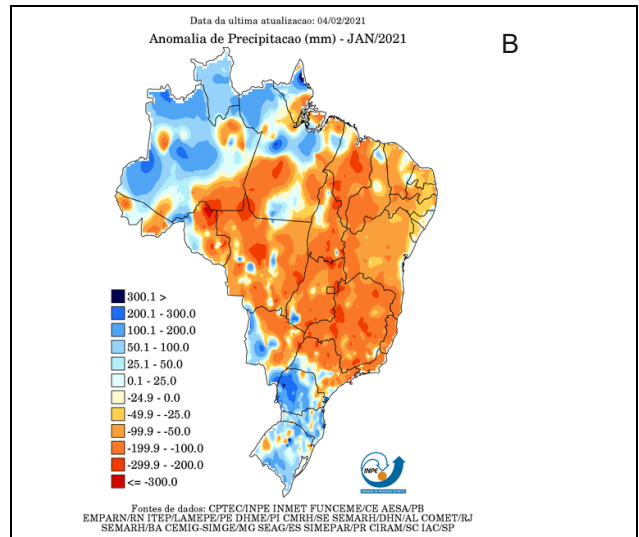 Data da ultima atualizacao: 04/02/2021
Anomalia de Precipitacao (mm) - JAN/2021
B
300.1 >
200.1 - 300.0
100.1 - 200.0
50.1 - 100.0
25.1 - 50.0
0.1 - 25.0
-24.9 - 0.0
-49.9 - -25.0
-99.9 - -50.0
-199.9 - -100.0
-299.9 - -200.0
<= -300.0
INPE
Fontes de dados: CPTEC/INPE INMET FUNCEME/CE AESA/PB
EMPARN/RN ITEP/LAMEPE/PE DHME/PI CMRH/SE SEMARH/DHN/AL COMET/RJ
SEMARH/BA CEMIG-SIMGE/MG SEAG/ES SIMEPAR/PR CIRAM/SC IAC/SP